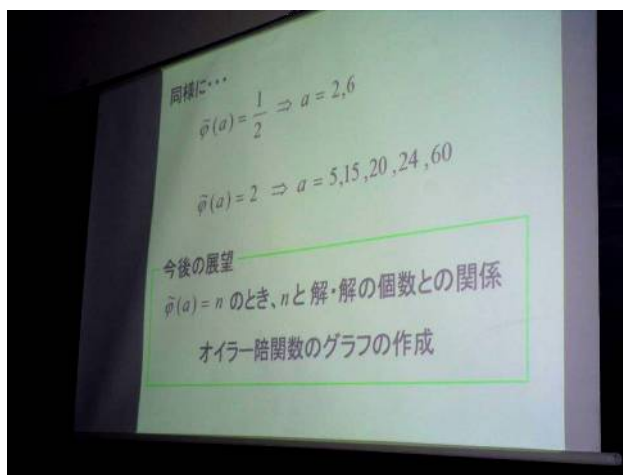 同様に・・・
φ̃(a) = 1/2 ⇒ a = 2,6
φ̃(a) = 2 ⇒ a = 5,15,20,24,60
今後の展望
φ̃(a) = n のとき、nと解・解の個数との関係
オイラー陪関数のグラフの作成